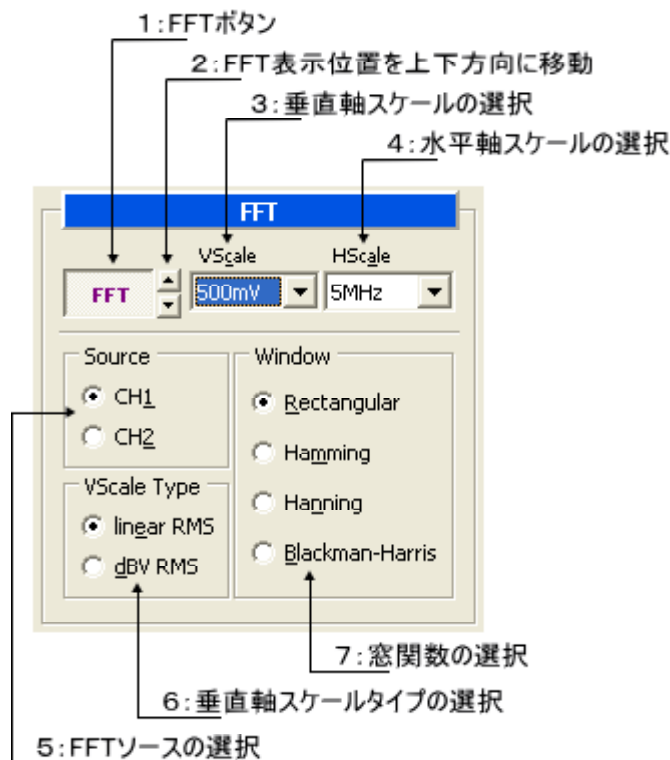 1:FFTボタン
2:FFT表示位置を上下方向に移動
3:垂直軸スケールの選択
4:水平軸スケールの選択
FFT
VScale
HScale
FFT
500mV
5MHz
Source
CH1
CH2
Window
Rectangular
Hamming
Hanning
Blackman-Harris
VScale Type
linear RMS
dBV RMS
7:窓関数の選択
6:垂直軸スケールタイプの選択
5:FFTソースの選択